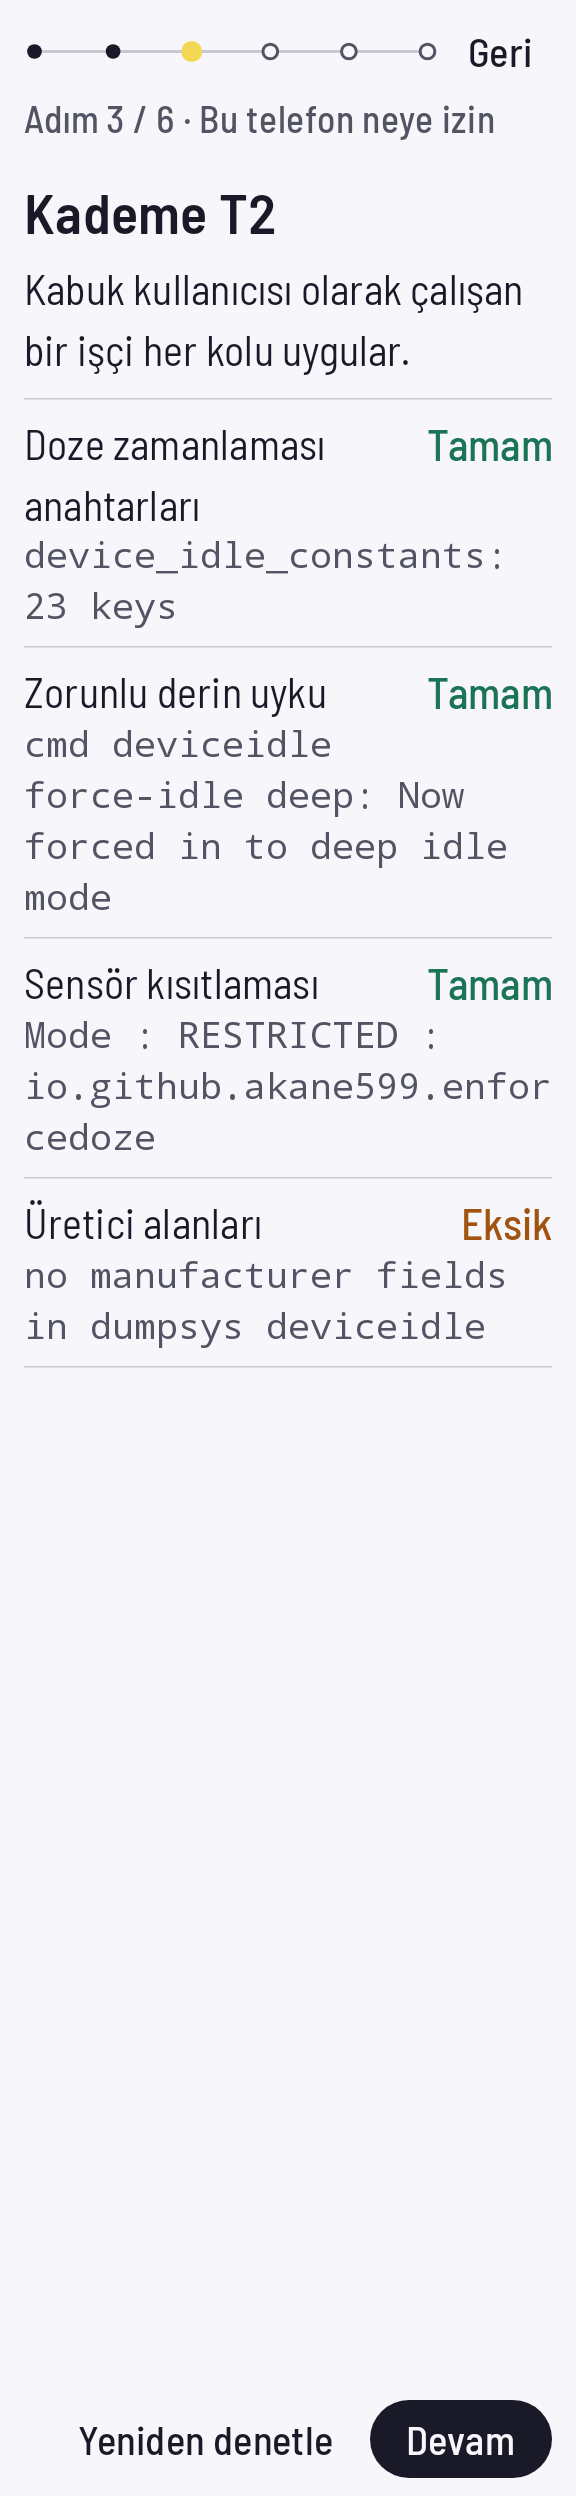 Geri
Adım 3 / 6 · Bu telefon neye izin
Kademe T2
Kabuk kullanıcısı olarak çalışan
bir işçi her kolu uygular.
Doze zamanlaması Tamam
anahtarları
device_idle_constants:
23 keys
Zorunlu derin uyku Tamam
cmd deviceidle
force-idle deep: Now
forced in to deep idle
mode
Sensör kısıtlaması Tamam
Mode : RESTRICTED :
io.github.akane599.enfor
cedoze
Üretici alanları Eksik
no manufacturer fields
in dumpsys deviceidle
Yeniden denetle Devam